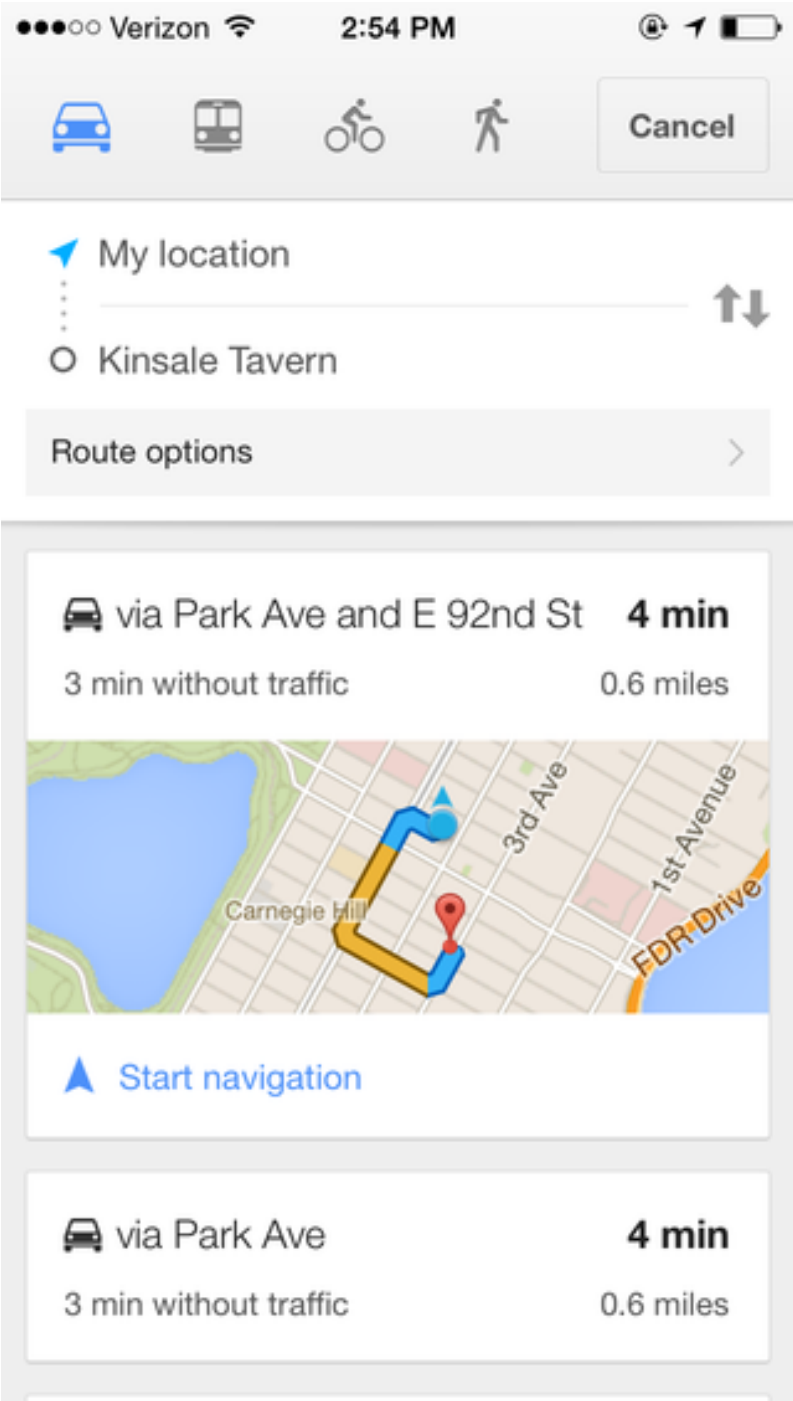 Verizon 2:54 PM
Cancel
My location
Kinsale Tavern
Route options
via Park Ave and E 92nd St 4 min
3 min without traffic 0.6 miles
3rd Ave
1st Avenue
Carnegie Hill
FDR Drive
Start navigation
via Park Ave 4 min
3 min without traffic 0.6 miles